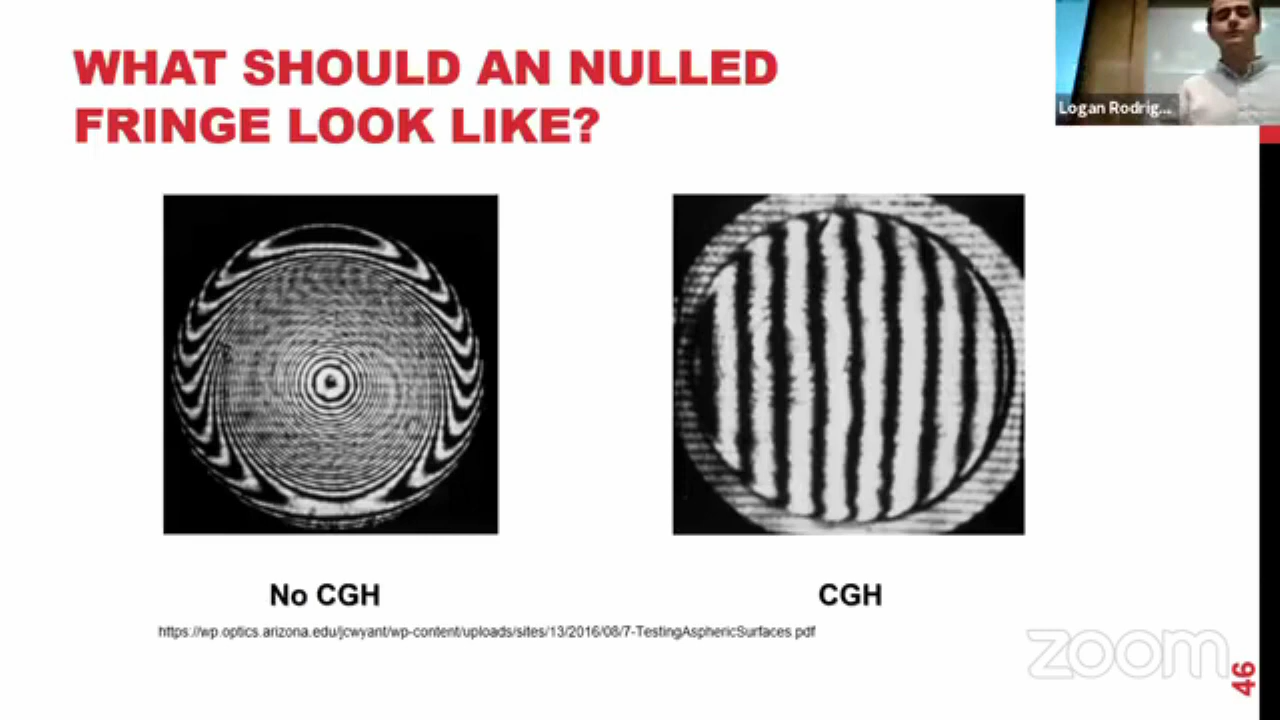 WHAT SHOULD AN NULLED
FRINGE LOOK LIKE?
Logan Rodrig...
No CGH
CGH
https://wp.optics.arizona.edu/jcwyant/wp-content/uploads/sites/13/2016/08/7-TestingAsphericSurfaces.pdf
zoom
46